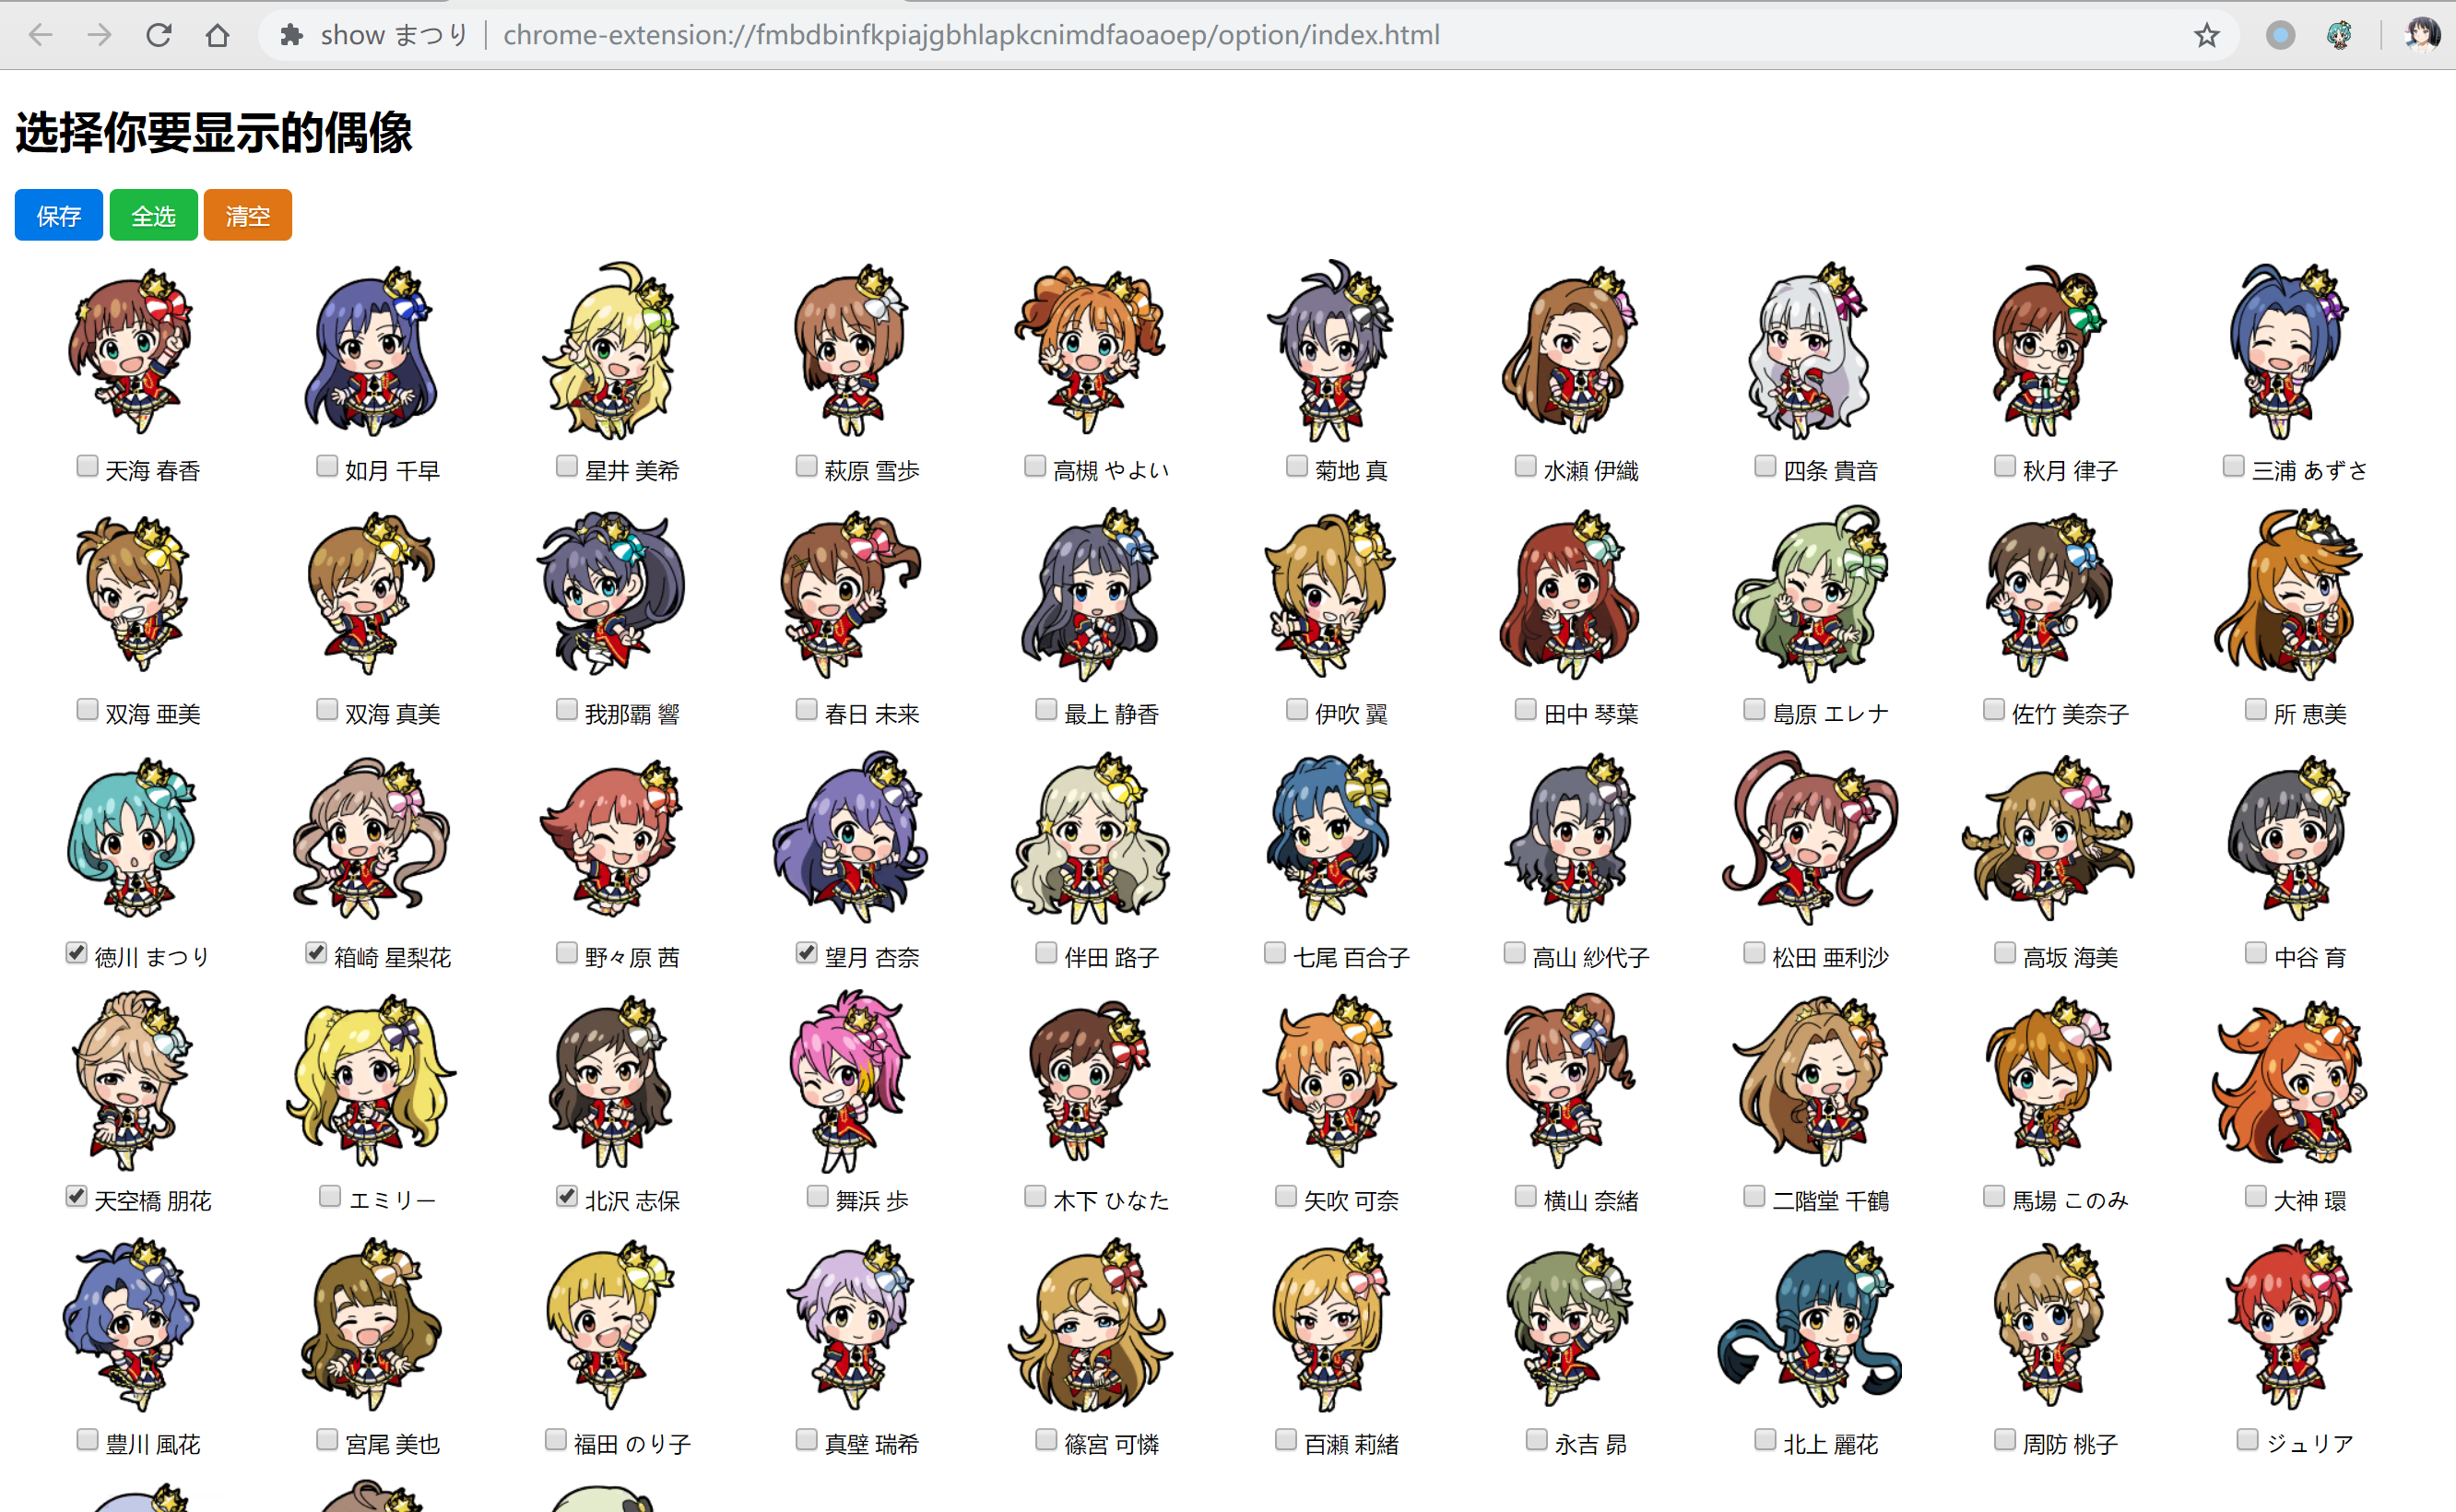 show まつり chrome-extension://fmbdbinfkpiajgbhlapkcnimdfaoaoep/option/index.html
选择你要显示的偶像
保存 全选 清空
天海 春香 如月 千早 星井 美希 萩原 雪歩 高槻 やよい 菊地 真 水瀬 伊織 四条 貴音 秋月 律子 三浦 あずさ
双海 亜美 双海 真美 我那覇 響 春日 未来 最上 静香 伊吹 翼 田中 琴葉 島原 エレナ 佐竹 美奈子 所 恵美
徳川 まつり 箱崎 星梨花 野々原 茜 望月 杏奈 伴田 路子 七尾 百合子 高山 紗代子 松田 亜利沙 高坂 海美 中谷 育
天空橋 朋花 エミリー 北沢 志保 舞浜 歩 木下 ひなた 矢吹 可奈 横山 奈緒 二階堂 千鶴 馬場 このみ 大神 環
豊川 風花 宮尾 美也 福田 のり子 真壁 瑞希 篠宮 可憐 百瀬 莉緒 永吉 昴 北上 麗花 周防 桃子 ジュリア